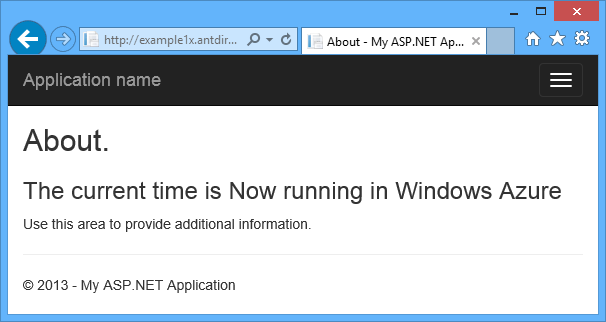 http://example1x.antdir...
About - My ASP.NET Ap...
Application name
About.
The current time is Now running in Windows Azure
Use this area to provide additional information.
© 2013 - My ASP.NET Application